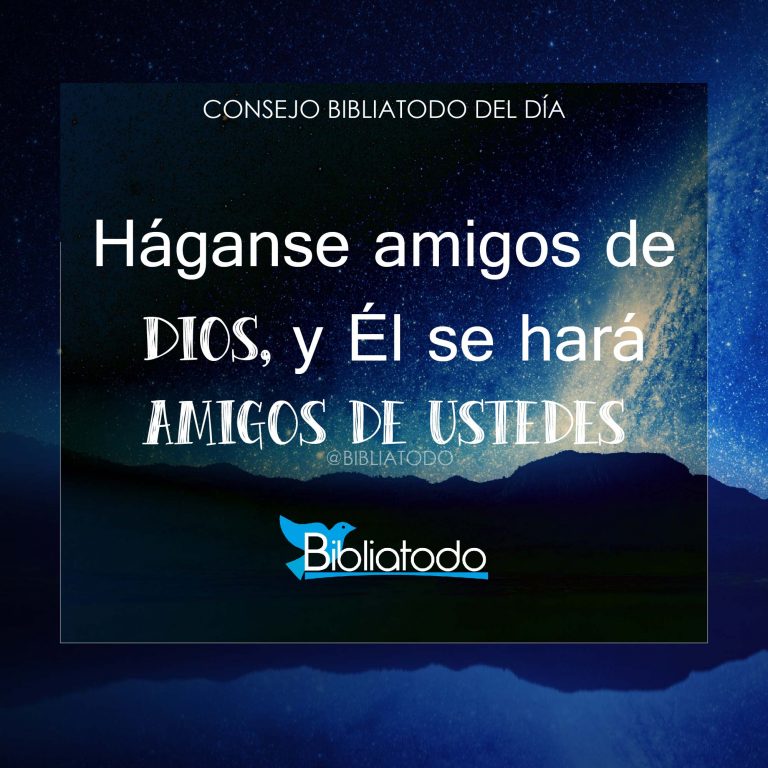 CONSEJO BIBLIATODO DEL DÍA
Háganse amigos de
DIOS, y Él se hará
AMIGOS DE USTEDES
@BIBLIATODO
Bibliatodo